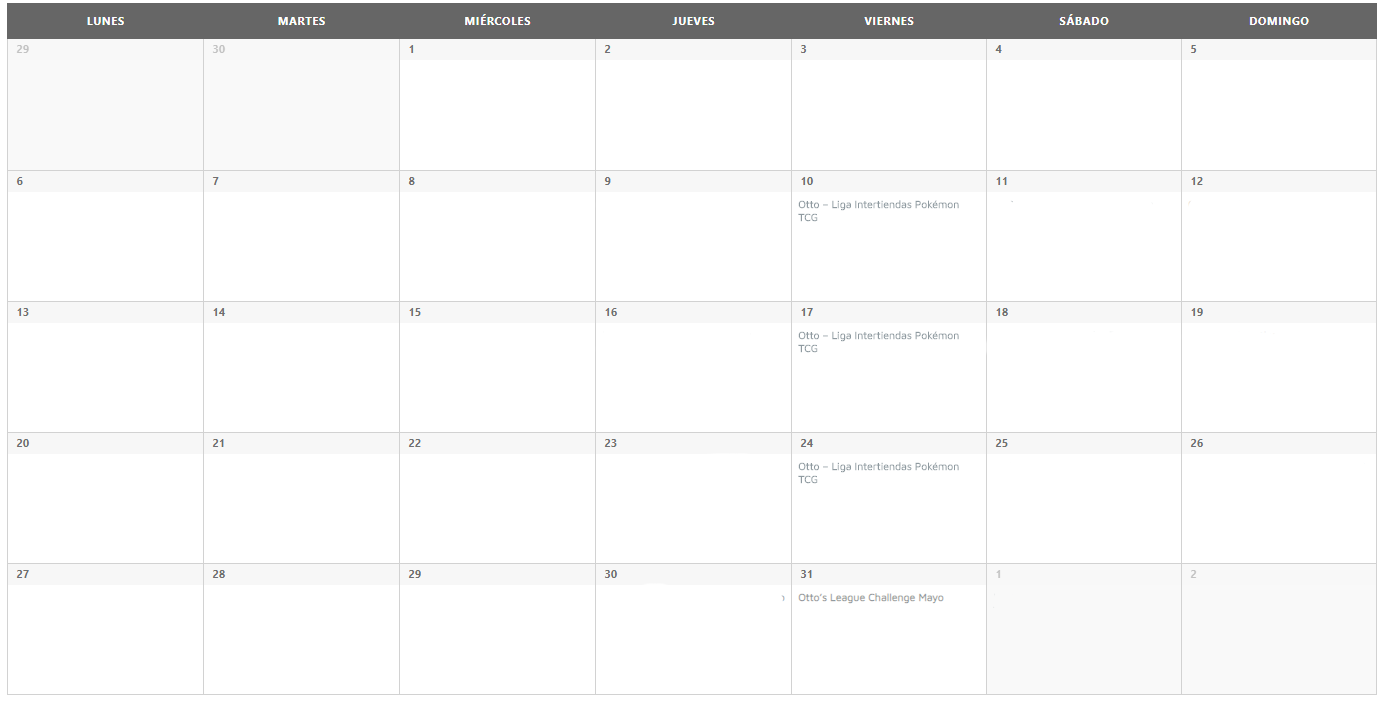 LUNES MARTES MIÉRCOLES JUEVES VIERNES SÁBADO DOMINGO
29 30 1 2 3 4 5
6 7 8 9 10 11 12
Otto – Liga Intertiendas Pokémon
TCG
13 14 15 16 17 18 19
Otto – Liga Intertiendas Pokémon
TCG
20 21 22 23 24 25 26
Otto – Liga Intertiendas Pokémon
TCG
27 28 29 30 31 1 2
Otto's League Challenge Mayo